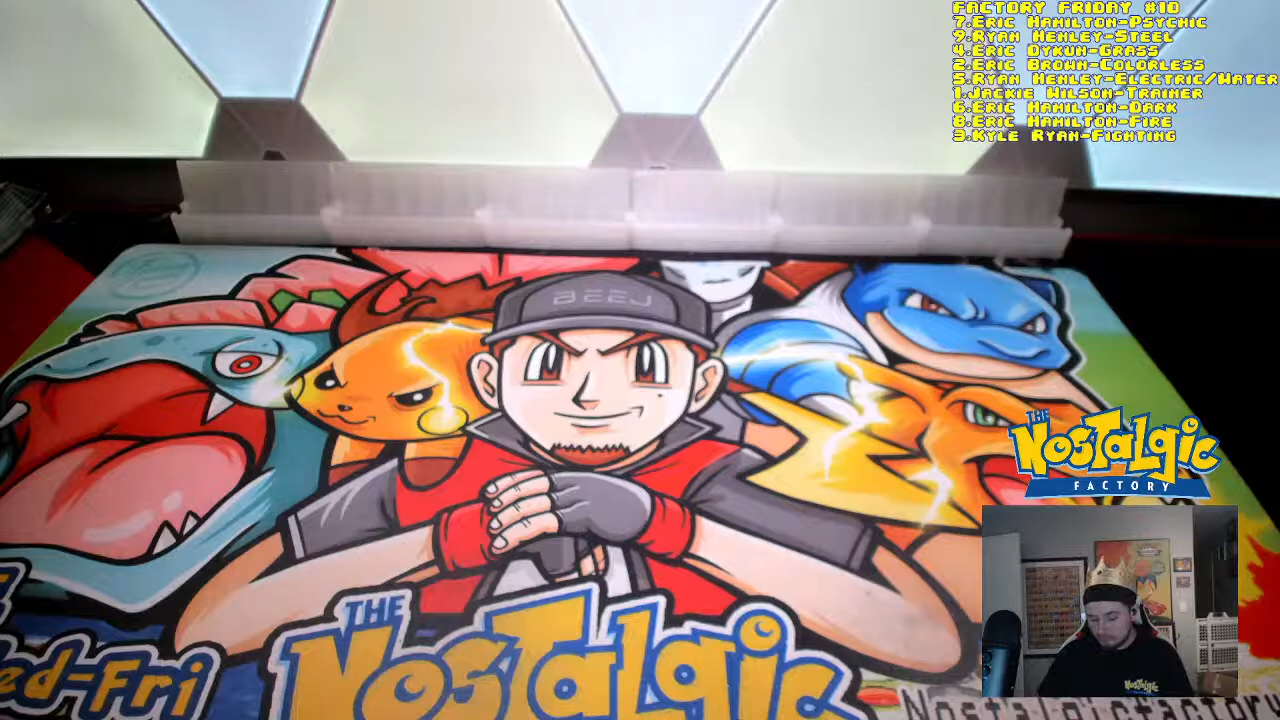 FACTORY FRIDAY #10
7.ERIC HAMILTON-PSYCHIC
9.RYAN HENLEY-STEEL
4.ERIC DYKUN-GRASS
2.ERIC BROWN-COLORLESS
5.RYAN HENLEY-ELECTRIC/WATER
1.JACKIE WILSON-TRAINER
6.ERIC HAMILTON-DARK
8.ERIC HAMILTON-FIRE
3.KYLE RYAN-FIGHTING
BEEJ
THE
NOSTALGIC
FACTORY
THE
NOSTALGIC
ed-Fri
Nostalgicfactory